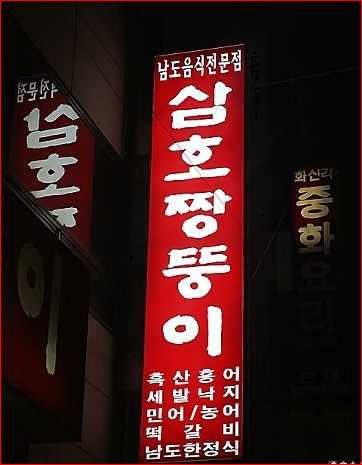 남도음식전문점
삼호짱뚱이
흑산홍어
세발낙지
민어/농어
떡갈비
남도한정식
화신각
중화요리